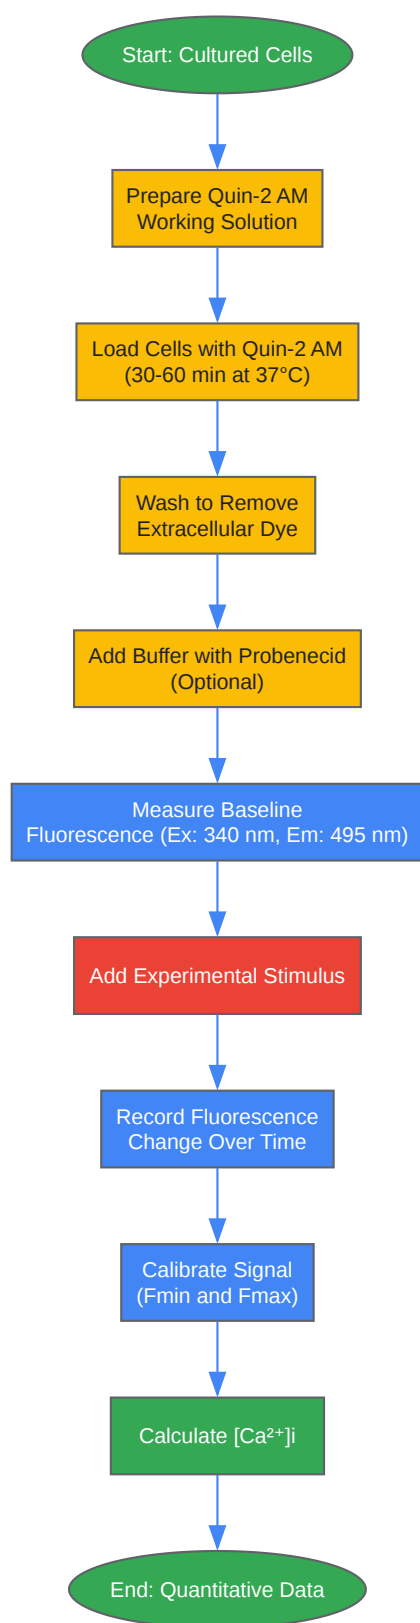 Start: Cultured Cells
Prepare Quin-2 AM
Working Solution
Load Cells with Quin-2 AM
(30-60 min at 37°C)
Wash to Remove
Extracellular Dye
Add Buffer with Probenecid
(Optional)
Measure Baseline
Fluorescence (Ex: 340 nm, Em: 495 nm)
Add Experimental Stimulus
Record Fluorescence
Change Over Time
Calibrate Signal
(Fmin and Fmax)
Calculate [Ca²⁺]i
End: Quantitative Data